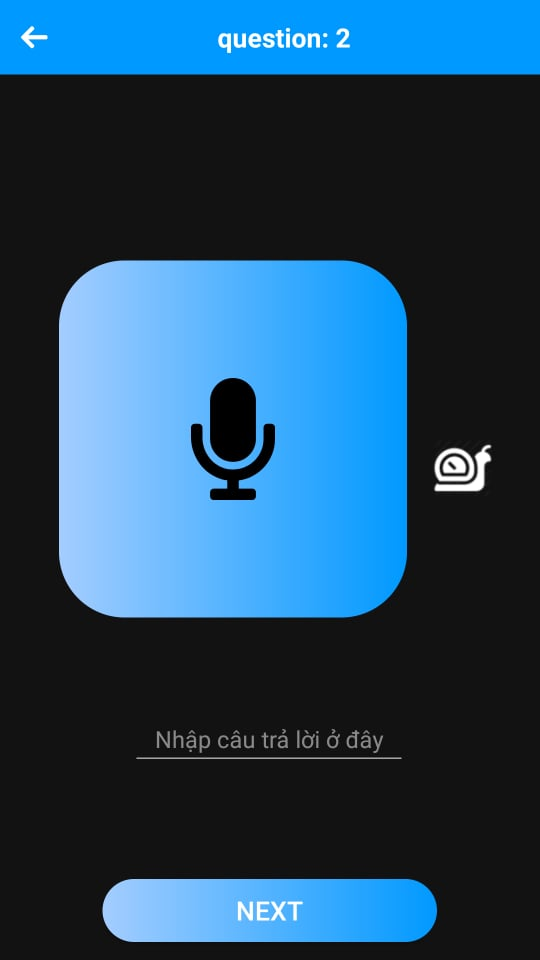 question: 2
Nhập câu trả lời ở đây
NEXT